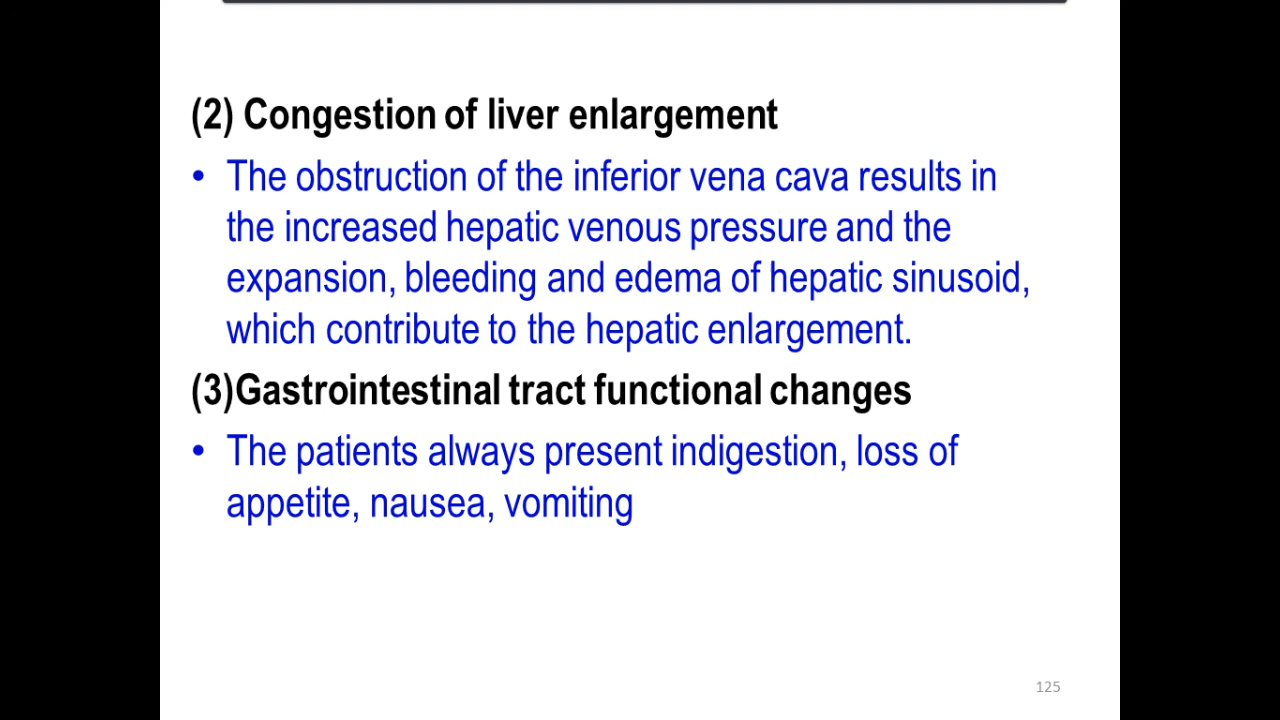 (2) Congestion of liver enlargement
• The obstruction of the inferior vena cava results in
the increased hepatic venous pressure and the
expansion, bleeding and edema of hepatic sinusoid,
which contribute to the hepatic enlargement.
(3)Gastrointestinal tract functional changes
• The patients always present indigestion, loss of
appetite, nausea, vomiting
125